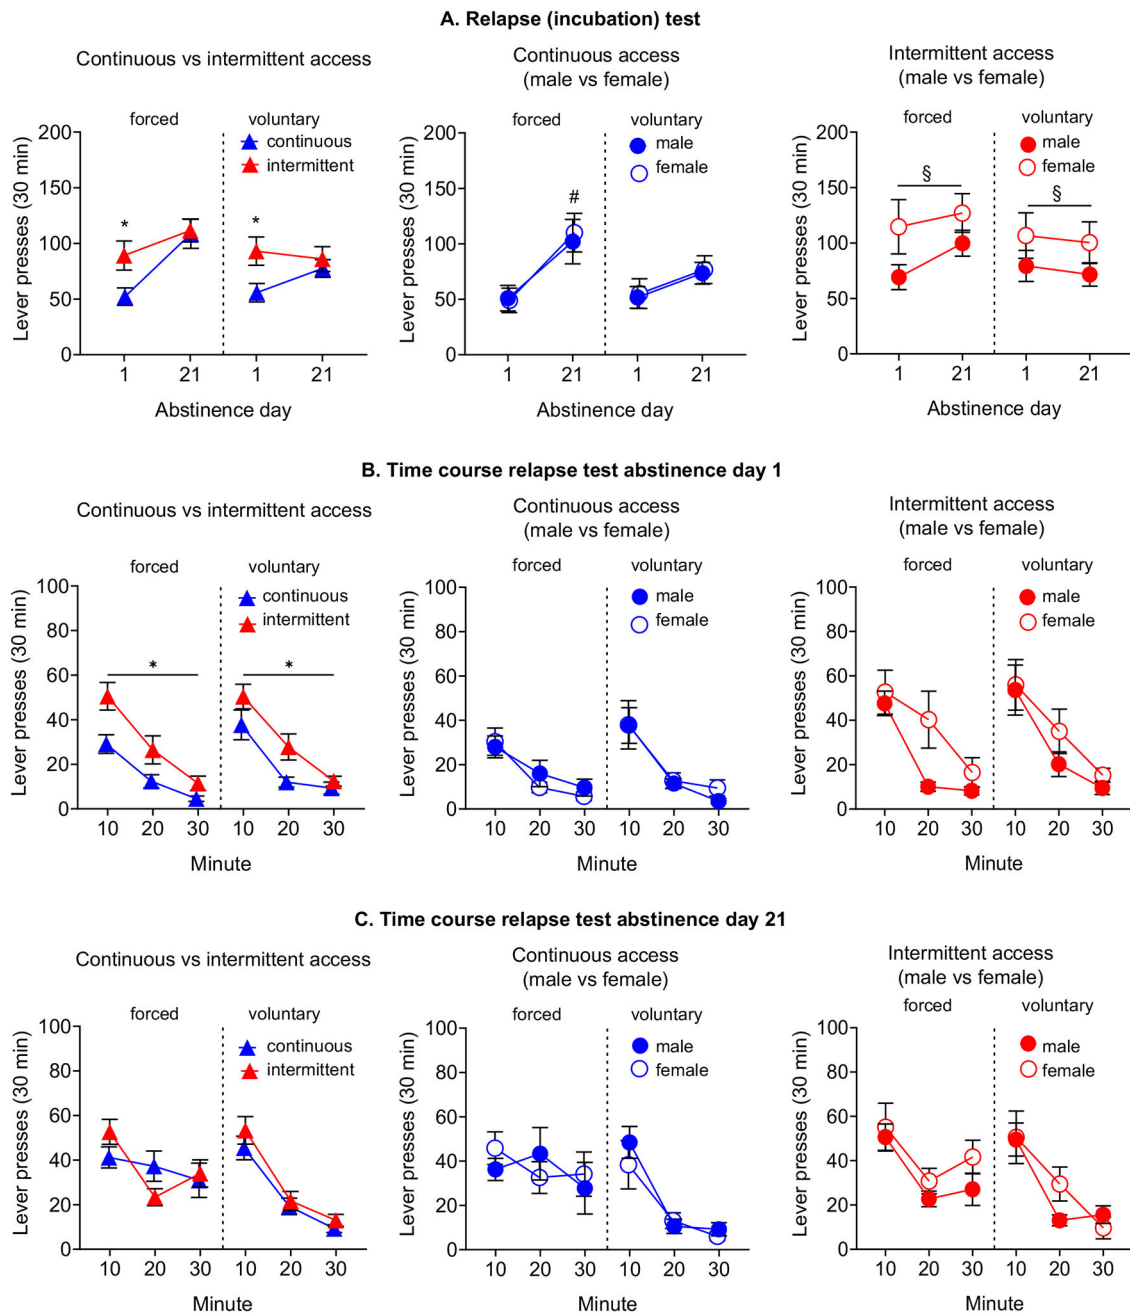 A. Relapse (incubation) test
Continuous vs intermittent access
Continuous access
(male vs female)
Intermittent access
(male vs female)
forced
voluntary
continuous
intermittent
Lever presses (30 min)
200
150
100
50
0
*
*
1
21
1
21
Abstinence day
forced
voluntary
male
female
Lever presses (30 min)
200
150
100
50
0
#
1
21
1
21
Abstinence day
forced
voluntary
male
female
Lever presses (30 min)
200
150
100
50
0
§
§
1
21
1
21
Abstinence day
B. Time course relapse test abstinence day 1
Continuous vs intermittent access
Continuous access
(male vs female)
Intermittent access
(male vs female)
forced
voluntary
continuous
intermittent
Lever presses (30 min)
100
80
60
40
20
0
*
*
10 20 30 10 20 30
Minute
forced
voluntary
male
female
Lever presses (30 min)
100
80
60
40
20
0
10 20 30 10 20 30
Minute
forced
voluntary
male
female
Lever presses (30 min)
100
80
60
40
20
0
10 20 30 10 20 30
Minute
C. Time course relapse test abstinence day 21
Continuous vs intermittent access
Continuous access
(male vs female)
Intermittent access
(male vs female)
forced
voluntary
continuous
intermittent
Lever presses (30 min)
100
80
60
40
20
0
10 20 30 10 20 30
Minute
forced
voluntary
male
female
Lever presses (30 min)
100
80
60
40
20
0
10 20 30 10 20 30
Minute
forced
voluntary
male
female
Lever presses (30 min)
100
80
60
40
20
0
10 20 30 10 20 30
Minute